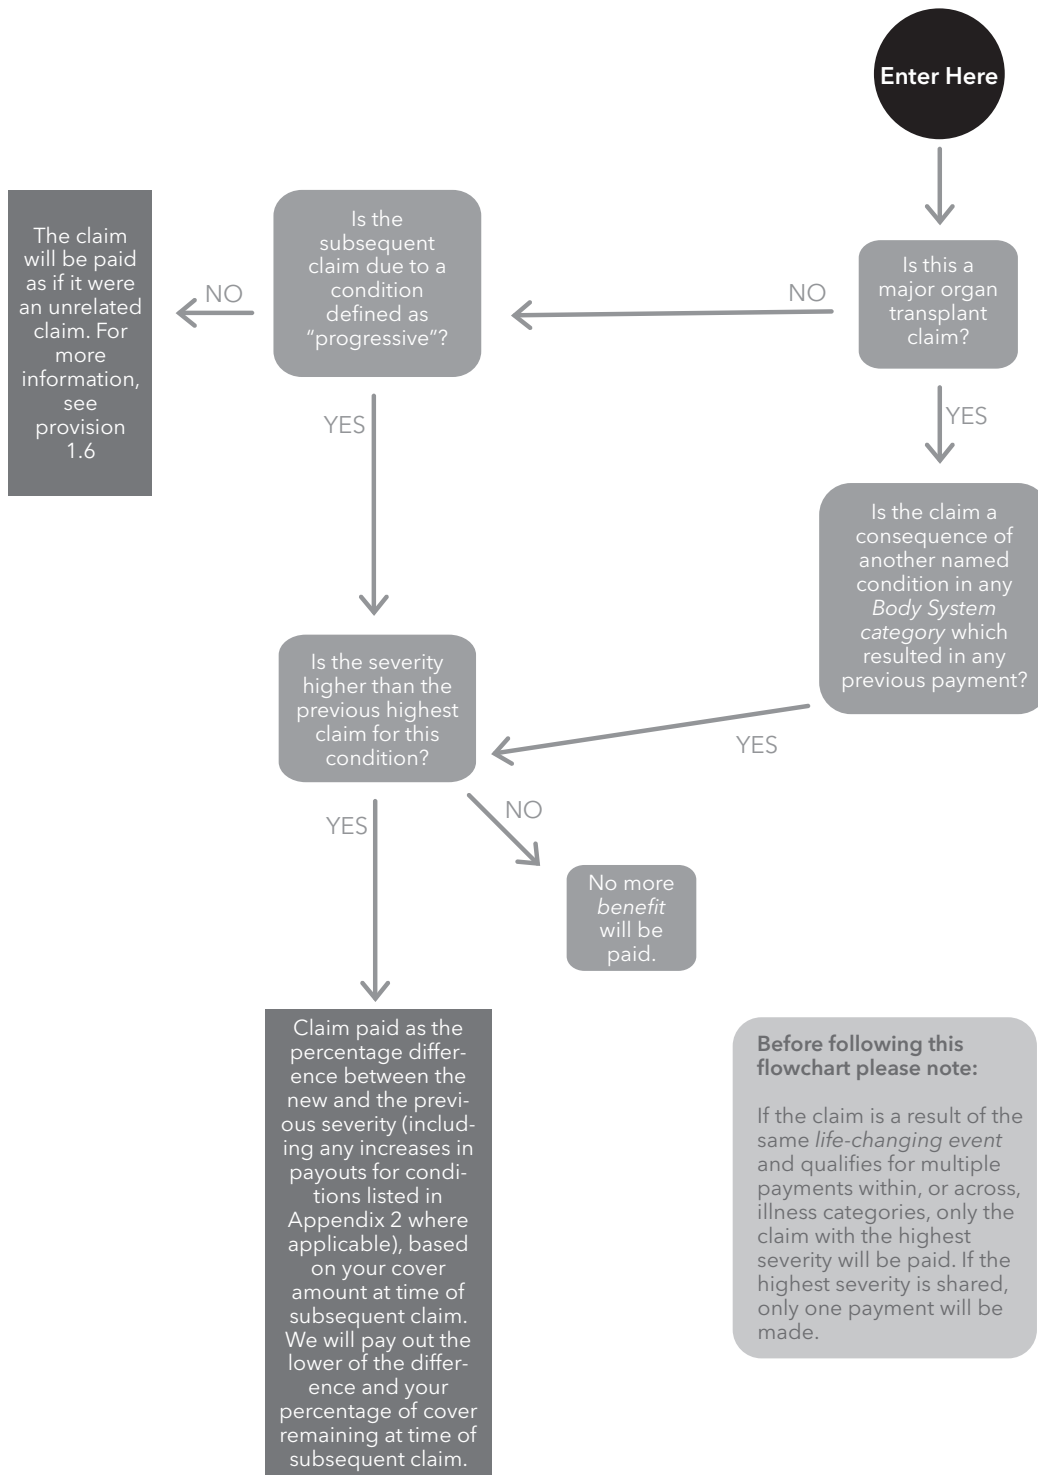 Enter Here
Is this a
major organ
transplant
claim?
NO
YES
Is the
subsequent
claim due to a
condition
defined as
“progressive”?
NO
YES
The claim
will be paid
as if it were
an unrelated
claim. For
more
information,
see
provision
1.6
Is the claim a
consequence of
another named
condition in any
Body System
category which
resulted in any
previous payment?
YES
Is the severity
higher than the
previous highest
claim for this
condition?
YES
NO
No more
benefit
will be
paid.
Claim paid as the
percentage differ-
ence between the
new and the previ-
ous severity (includ-
ing any increases in
payouts for condi-
tions listed in
Appendix 2 where
applicable), based
on your cover
amount at time of
subsequent claim.
We will pay out the
lower of the differ-
ence and your
percentage of cover
remaining at time of
subsequent claim.
Before following this
flowchart please note:
If the claim is a result of the
same life-changing event
and qualifies for multiple
payments within, or across,
illness categories, only the
claim with the highest
severity will be paid. If the
highest severity is shared,
only one payment will be
made.